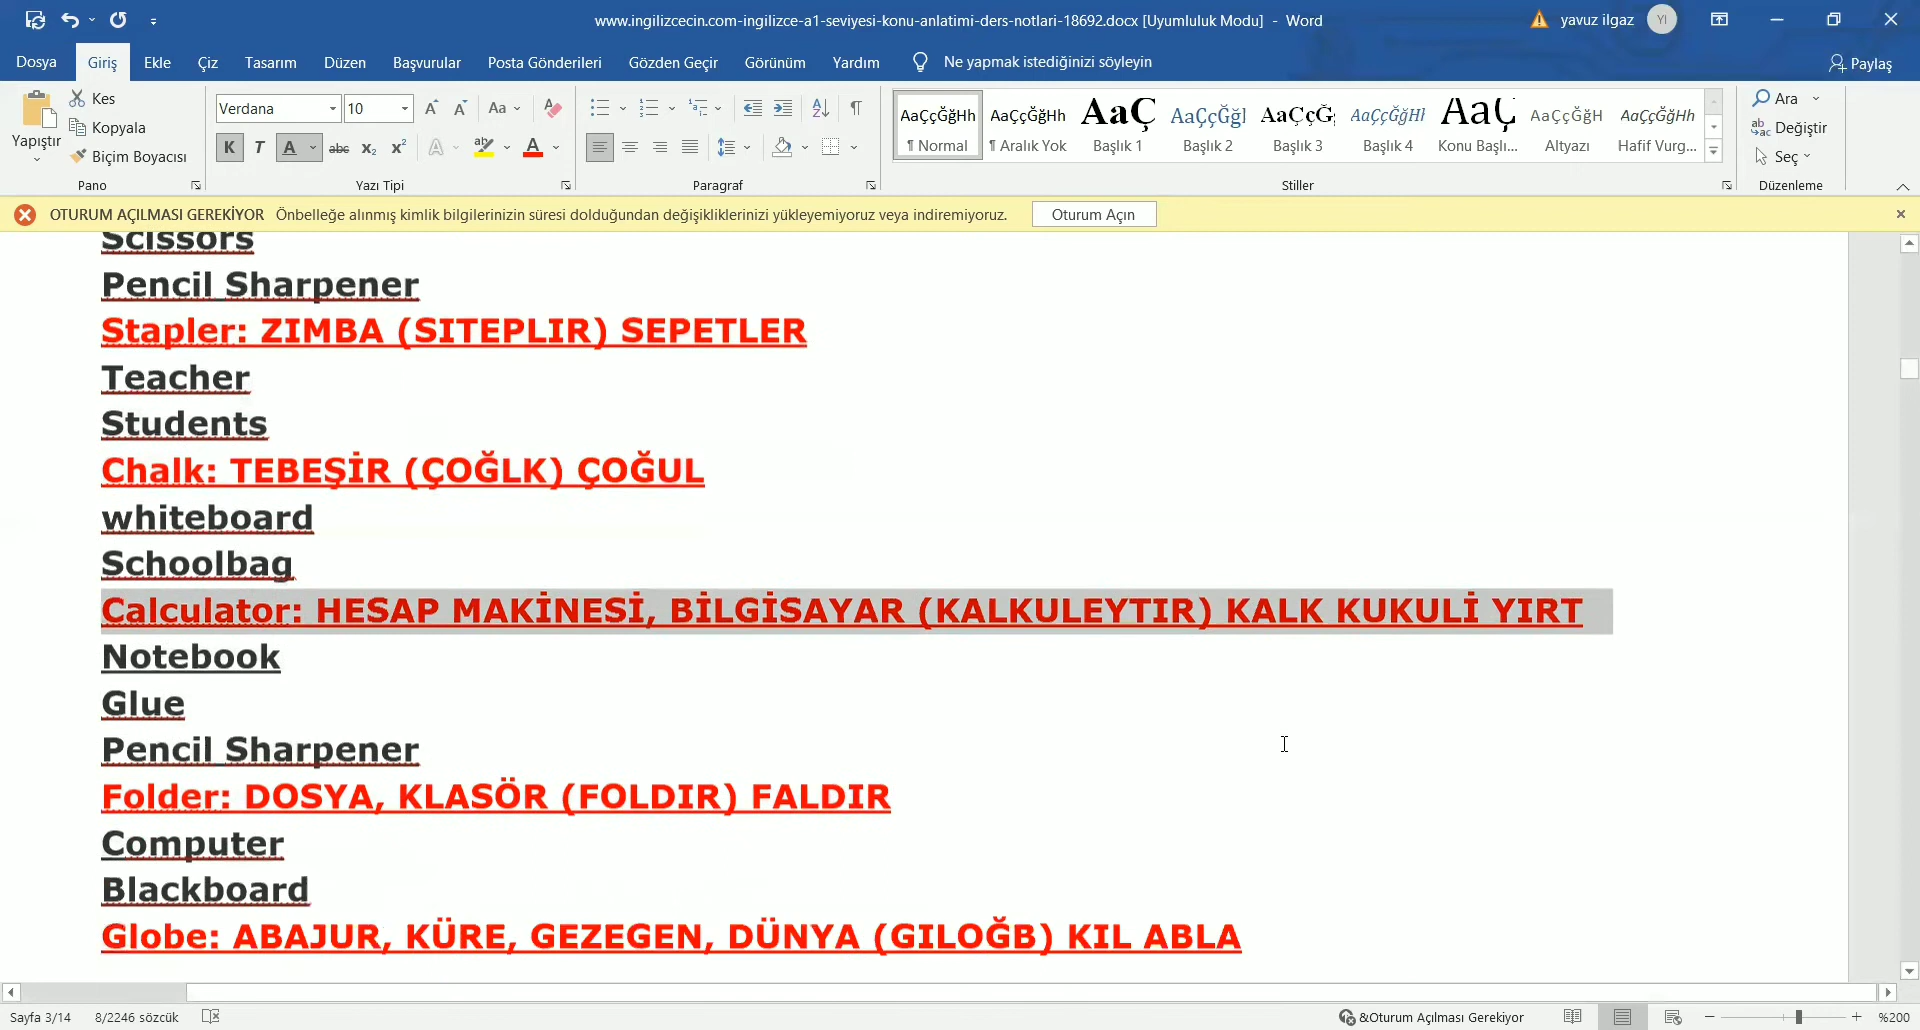 www.ingilizcecin.com-ingilizce-a1-seviyesi-konu-anlatimi-ders-notlari-18692.docx [Uyumluluk Modu] - Word
yavuz ilgaz
YI
Dosya Giriş Ekle Çiz Tasarım Düzen Başvurular Posta Gönderileri Gözden Geçir Görünüm Yardım Ne yapmak istediğinizi söyleyin Paylaş
Yapıştır
Kes
Kopyala
Biçim Boyacısı
Pano
Verdana 10
Yazı Tipi
Paragraf
AaÇçĞğHh AaÇçĞğHh AaÇ AaÇçĞğl AaÇçĞ AaÇçĞğHl AaÇ AaÇçĞğH AaÇçĞğHh
¶ Normal ¶ Aralık Yok Başlık 1 Başlık 2 Başlık 3 Başlık 4 Konu Başlı... Altyazı Hafif Vurg...
Stiller
Ara
Değiştir
Seç
Düzenleme
OTURUM AÇILMASI GEREKİYOR Önbelleğe alınmış kimlik bilgilerinizin süresi dolduğundan değişikliklerinizi yükleyemiyoruz veya indiremiyoruz. Oturum Açın
Scissors
Pencil Sharpener
Stapler: ZIMBA (SITEPLIR) SEPETLER
Teacher
Students
Chalk: TEBEŞİR (ÇOĞLK) ÇOĞUL
whiteboard
Schoolbag
Calculator: HESAP MAKİNESİ, BİLGİSAYAR (KALKULEYTIR) KALK KUKULİ YIRT
Notebook
Glue
Pencil Sharpener
Folder: DOSYA, KLASÖR (FOLDIR) FALDIR
Computer
Blackboard
Globe: ABAJUR, KÜRE, GEZEGEN, DÜNYA (GILOĞB) KIL ABLA
Sayfa 3/14 8/2246 sözcük &Oturum Açılması Gerekiyor %200